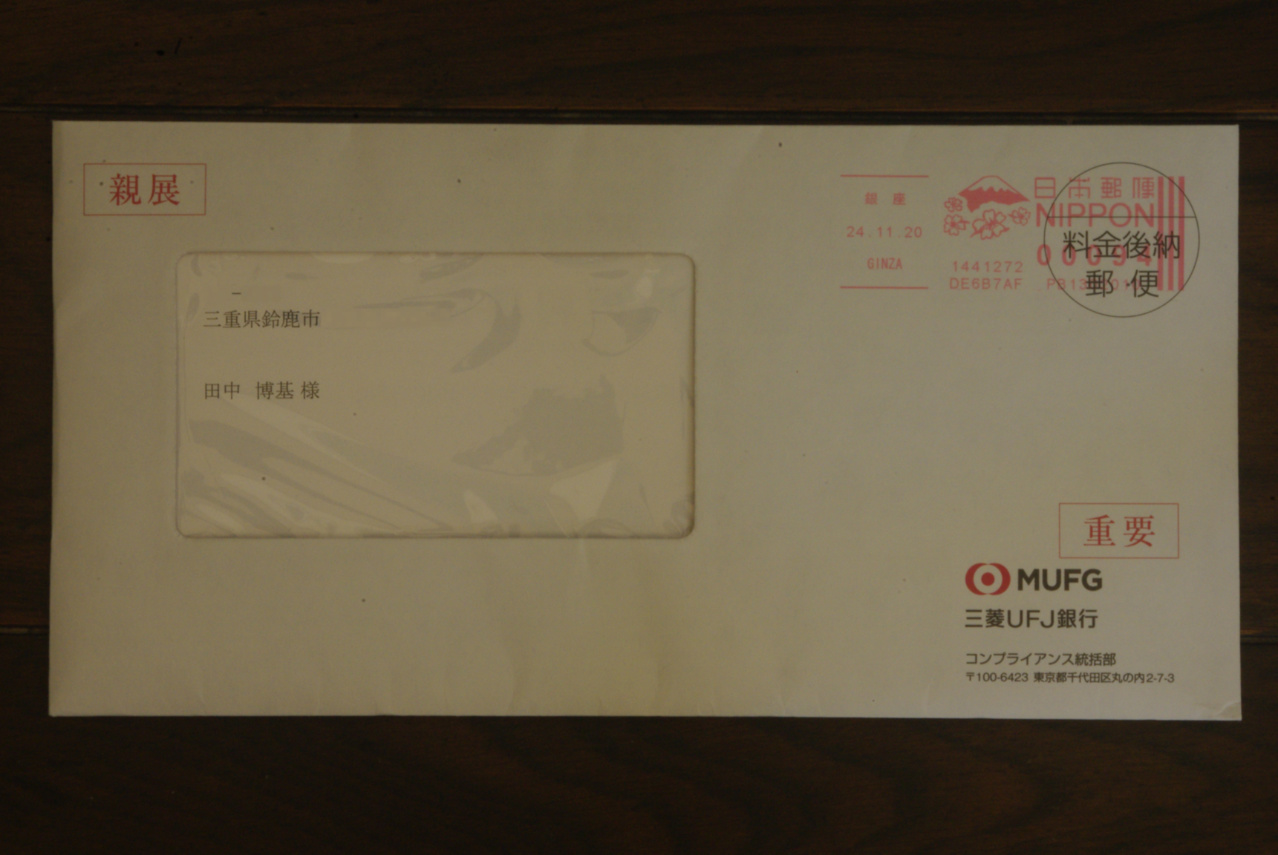 親展
銀座
24.11.20
GINZA
日本郵便
NIPPON
1441272
DE6B7AF
料金後納
郵便
三重県鈴鹿市
田中 博基 様
重要
MUFG
三菱UFJ銀行
コンプライアンス統括部
〒100-6423 東京都千代田区丸の内2-7-3